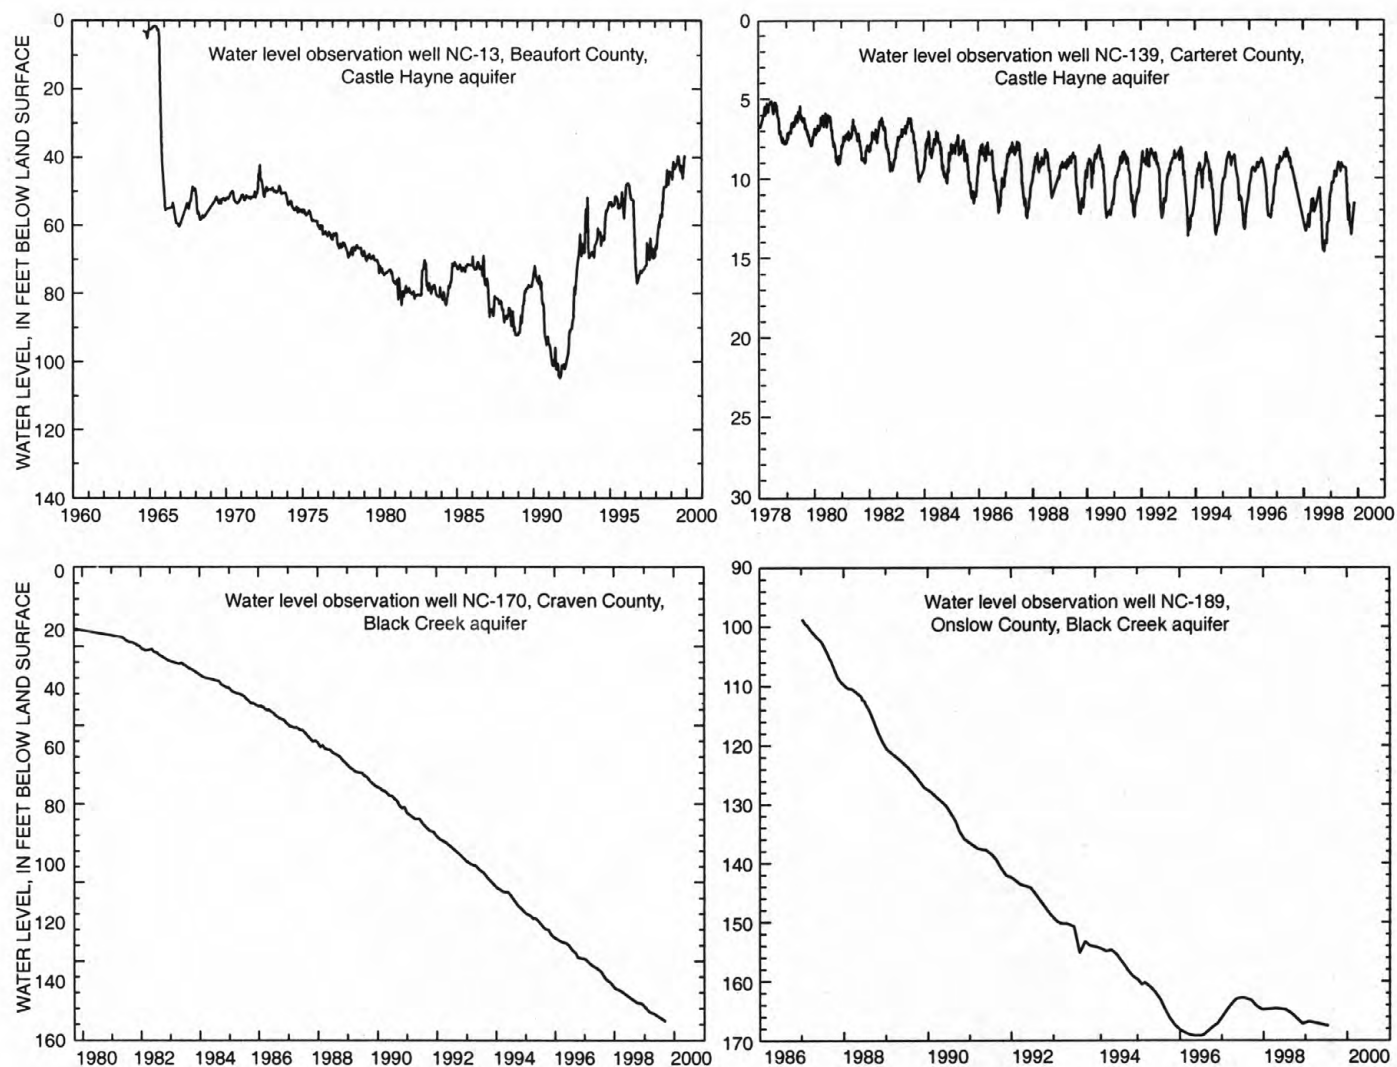 WATER LEVEL, IN FEET BELOW LAND SURFACE
Water level observation well NC-13, Beaufort County,
Castle Hayne aquifer
0
20
40
60
80
100
120
140
1960 1965 1970 1975 1980 1985 1990 1995 2000
Water level observation well NC-139, Carteret County,
Castle Hayne aquifer
0
5
10
15
20
25
30
1978 1980 1982 1984 1986 1988 1990 1992 1994 1996 1998 2000
WATER LEVEL, IN FEET BELOW LAND SURFACE
Water level observation well NC-170, Craven County,
Black Creek aquifer
0
20
40
60
80
100
120
140
160
1980 1982 1984 1986 1988 1990 1992 1994 1996 1998 2000
Water level observation well NC-189,
Onslow County, Black Creek aquifer
90
100
110
120
130
140
150
160
170
1986 1988 1990 1992 1994 1996 1998 2000